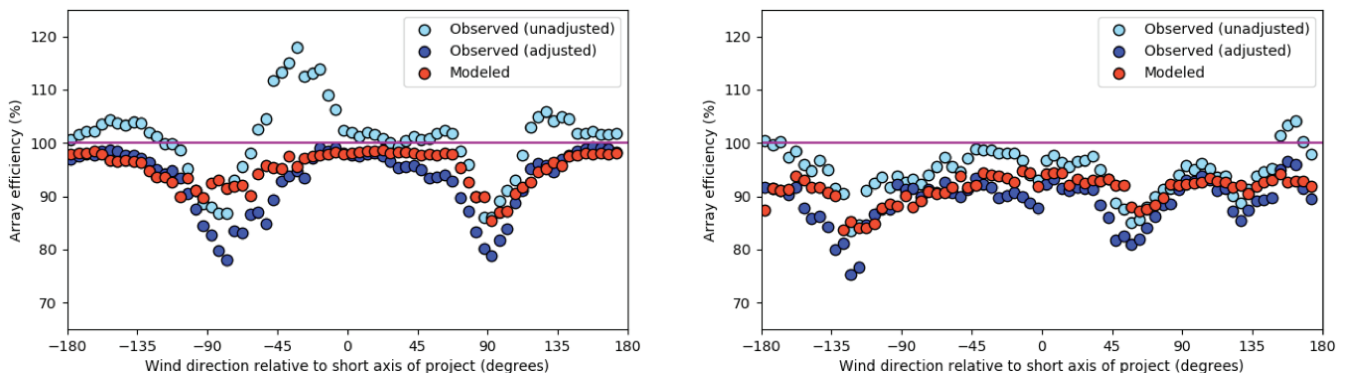 120
110
100
90
80
70
Array efficiency (%)
Observed (unadjusted)
Observed (adjusted)
Modeled
−180 −135 −90 −45 0 45 90 135 180
Wind direction relative to short axis of project (degrees)
120
110
100
90
80
70
Array efficiency (%)
Observed (unadjusted)
Observed (adjusted)
Modeled
−180 −135 −90 −45 0 45 90 135 180
Wind direction relative to short axis of project (degrees)